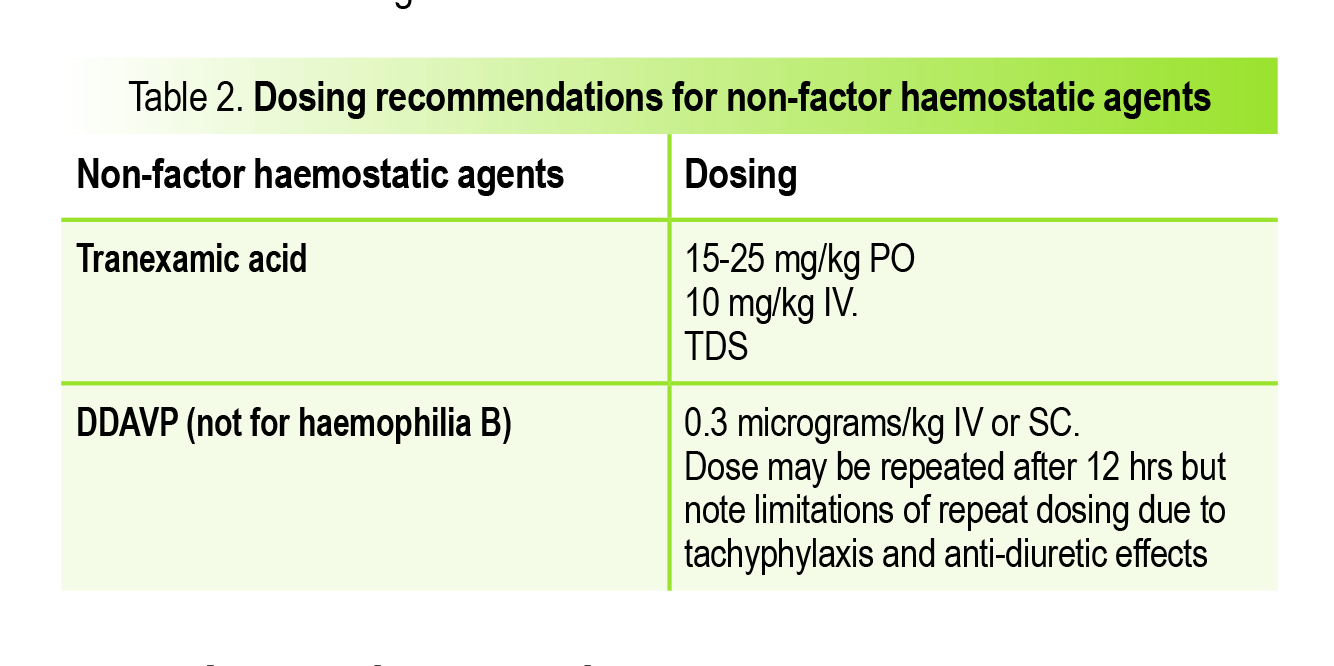 Table 2. Dosing recommendations for non-factor haemostatic agents
Non-factor haemostatic agents
Dosing
Tranexamic acid
15-25 mg/kg PO
10 mg/kg IV.
TDS
DDAVP (not for haemophilia B)
0.3 micrograms/kg IV or SC.
Dose may be repeated after 12 hrs but
note limitations of repeat dosing due to
tachyphylaxis and anti-diuretic effects